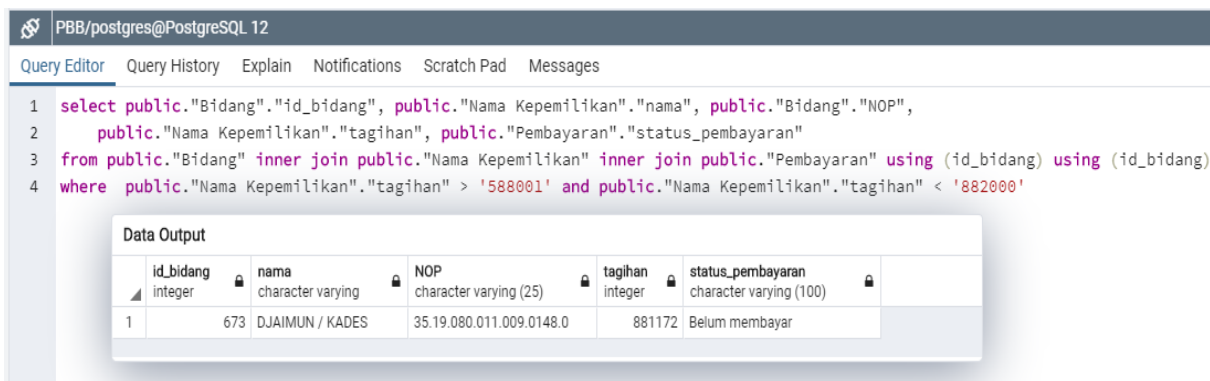 PBB/postgres@PostgreSQL 12
Query Editor Query History Explain Notifications Scratch Pad Messages
1 select public."Bidang"."id_bidang", public."Nama Kepemilikan"."nama", public."Bidang"."NOP",
2 public."Nama Kepemilikan"."tagihan", public."Pembayaran"."status_pembayaran"
3 from public."Bidang" inner join public."Nama Kepemilikan" inner join public."Pembayaran" using (id_bidang) using (id_bidang)
4 where public."Nama Kepemilikan"."tagihan" > '588001' and public."Nama Kepemilikan"."tagihan" < '882000'
Data Output
id_bidang nama NOP tagihan status_pembayaran
integer character varying character varying (25) integer character varying (100)
1 673 DJAIMUN / KADES 35.19.080.011.009.0148.0 881172 Belum membayar